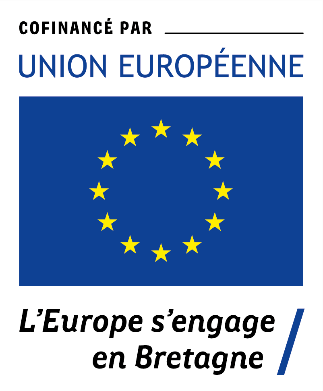 COFINANCÉ PAR
UNION EUROPÉENNE
L'Europe s'engage
en Bretagne